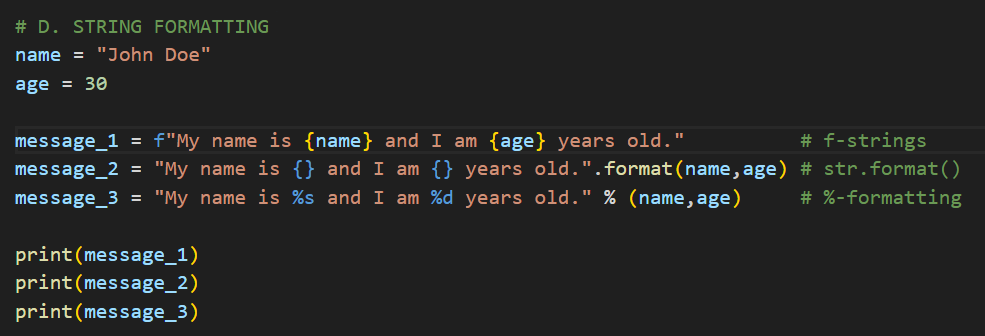 # D. STRING FORMATTING
name = "John Doe"
age = 30
message_1 = f"My name is {name} and I am {age} years old."          # f-strings
message_2 = "My name is {} and I am {} years old.".format(name,age) # str.format()
message_3 = "My name is %s and I am %d years old." % (name,age)     # %-formatting
print(message_1)
print(message_2)
print(message_3)